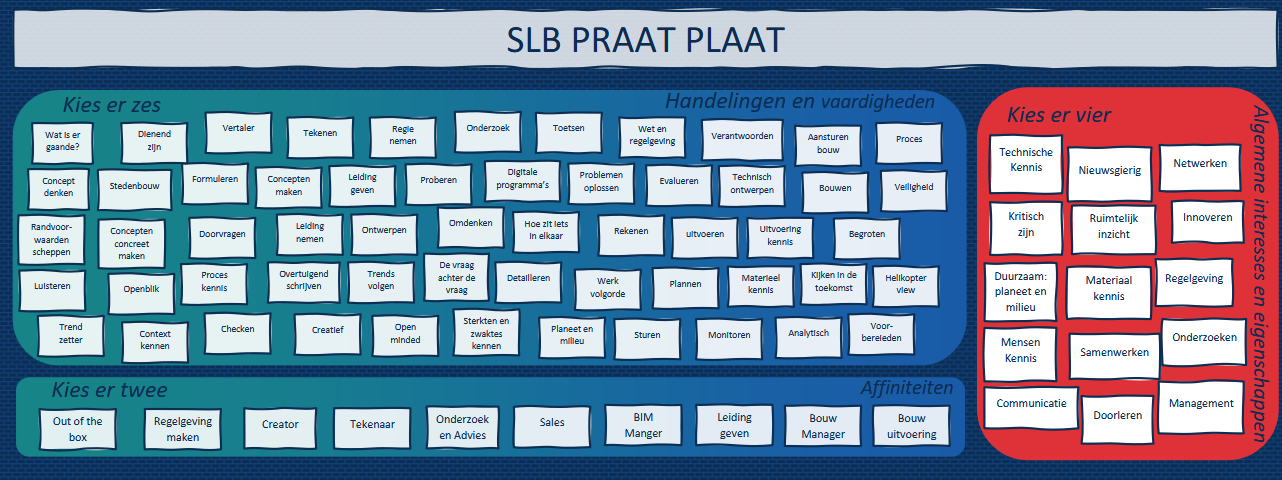 SLB PRAAT PLAAT
Kies er zes
Handelingen en vaardigheden
Wat is er
gaande?
Dienend
zijn
Vertaler
Tekenen
Regie
nemen
Onderzoek
Toetsen
Wet en
regelgeving
Verantwoorden
Aansturen
bouw
Proces
Concept
denken
Stedenbouw
Formuleren
Concepten
maken
Leiding
geven
Proberen
Digitale
programma's
Problemen
oplossen
Evalueren
Technisch
ontwerpen
Bouwen
Veiligheid
Randvoor-
waarden
scheppen
Concepten
concreet
maken
Doorvragen
Leiding
nemen
Ontwerpen
Omdenken
Hoe zit iets
in elkaar
Rekenen
uitvoeren
Uitvoering
kennis
Begroten
Luisteren
Openblik
Proces
kennis
Overtuigend
schrijven
Trends
volgen
De vraag
achter de
vraag
Detailleren
Werk
volgorde
Plannen
Materieel
kennis
Kijken in de
toekomst
Helikopter
view
Trend
zetter
Context
kennen
Checken
Creatief
Open
minded
Sterkten en
zwaktes
kennen
Planeet en
milieu
Sturen
Monitoren
Analytisch
Voor-
bereieden
Kies er twee
Affiniteiten
Out of the
box
Regelgeving
maken
Creator
Tekenaar
Onderzoek
en Advies
Sales
BIM
Manger
Leiding
geven
Bouw
Manager
Bouw
uitvoering
Kies er vier
Algemene interesses en eigenschappen
Technische
Kennis
Nieuwsgierig
Netwerken
Kritisch
zijn
Ruimtelijk
inzicht
Innoveren
Duurzaam:
planeet en
milieu
Materiaal
kennis
Regelgeving
Mensen
Kennis
Samenwerken
Onderzoeken
Communicatie
Doorleren
Management